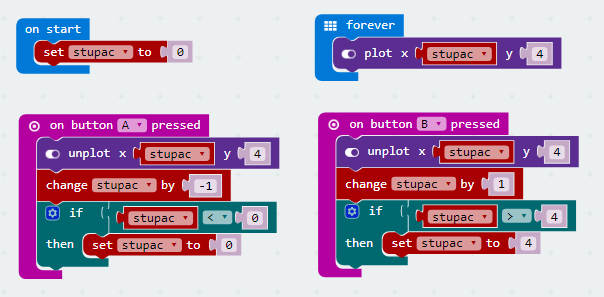 on start
set stupac to 0
forever
plot x stupac y 4
on button A pressed
unplot x stupac y 4
change stupac by -1
if stupac < 0
then set stupac to 0
on button B pressed
unplot x stupac y 4
change stupac by 1
if stupac > 4
then set stupac to 4